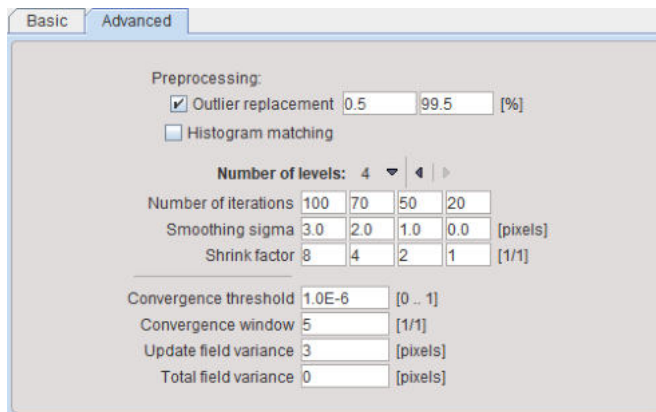 Basic Advanced
Preprocessing:
Outlier replacement 0.5 99.5 [%]
Histogram matching
Number of levels: 4
Number of iterations 100 70 50 20
Smoothing sigma 3.0 2.0 1.0 0.0 [pixels]
Shrink factor 8 4 2 1 [1/1]
Convergence threshold 1.0E-6 [0 .. 1]
Convergence window 5 [1/1]
Update field variance 3 [pixels]
Total field variance 0 [pixels]